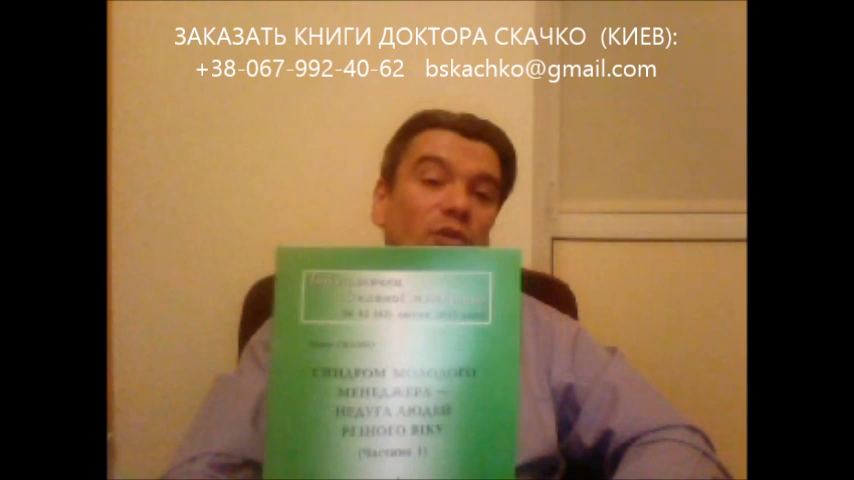 ЗАКАЗАТЬ КНИГИ ДОКТОРА СКАЧКО (КИЕВ):
+38-067-992-40-62 bskachko@gmail.com
СИНДРОМ МОЛОДОГО
МЕНЕДЖЕРА —
НЕДУГА ЛЮДЕЙ
РІЗНОГО ВІКУ
(Частина 1)